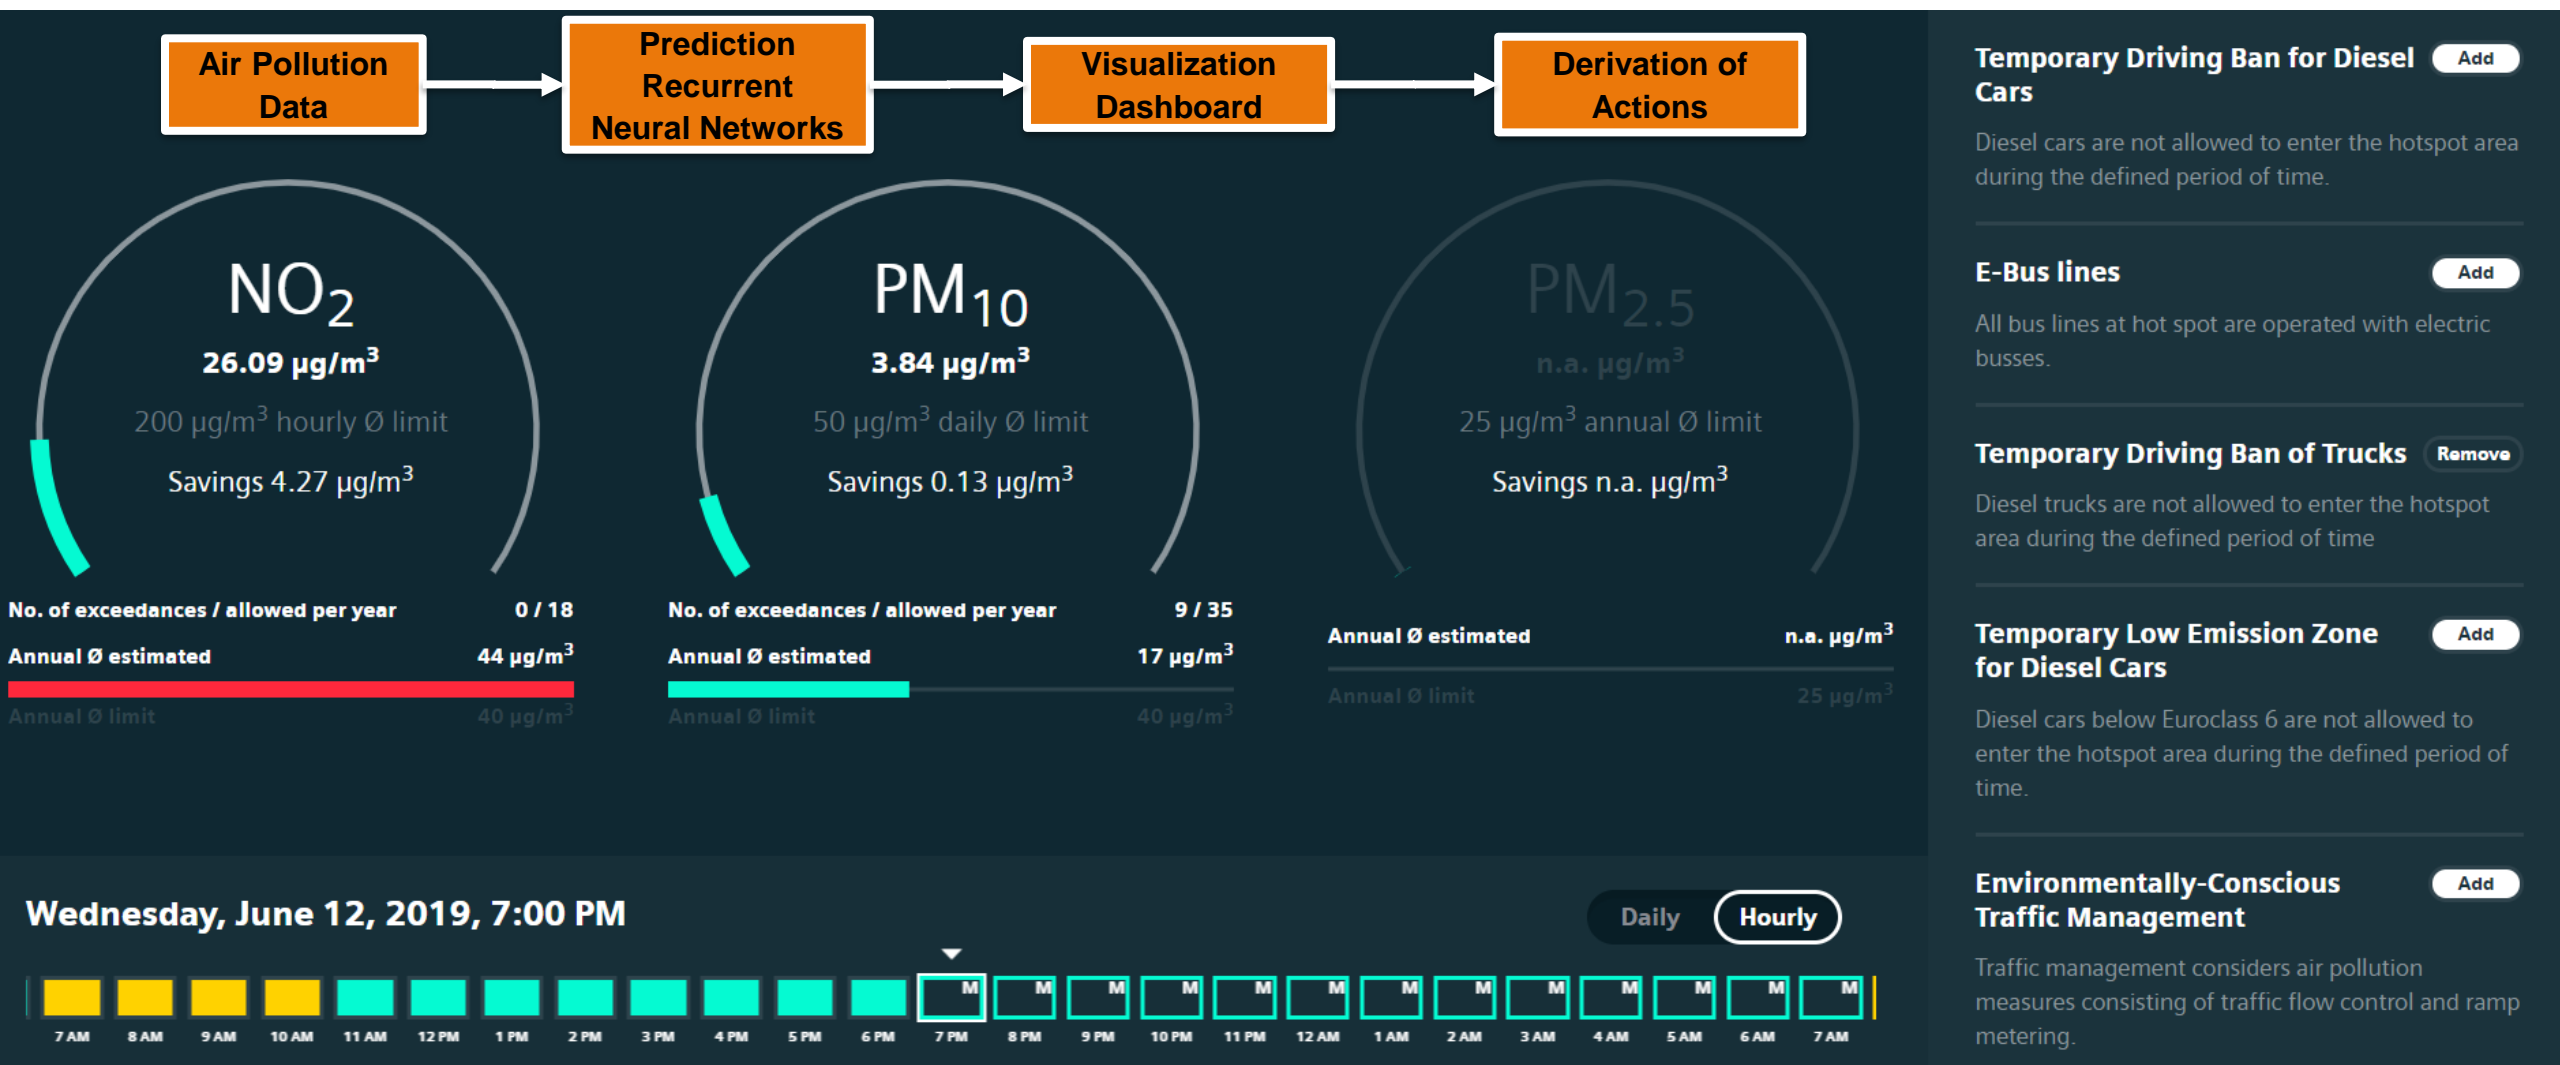 Air Pollution
Data
Prediction
Recurrent
Neural Networks
Visualization
Dashboard
Derivation of
Actions
NO2
26.09 µg/m³
200 µg/m³ hourly Ø limit
Savings 4.27 µg/m³
No. of exceedances / allowed per year 0 / 18
Annual Ø estimated 44 µg/m³
Annual Ø limit 40 µg/m³
PM10
3.84 µg/m³
50 µg/m³ daily Ø limit
Savings 0.13 µg/m³
No. of exceedances / allowed per year 9 / 35
Annual Ø estimated 17 µg/m³
Annual Ø limit 40 µg/m³
PM2.5
n.a. µg/m³
25 µg/m³ annual Ø limit
Savings n.a. µg/m³
Annual Ø estimated n.a. µg/m³
Annual Ø limit 25 µg/m³
Wednesday, June 12, 2019, 7:00 PM
Daily Hourly
M M M M M M M M M M M M M
7 AM 8 AM 9 AM 10 AM 11 AM 12 PM 1 PM 2 PM 3 PM 4 PM 5 PM 6 PM 7 PM 8 PM 9 PM 10 PM 11 PM 12 AM 1 AM 2 AM 3 AM 4 AM 5 AM 6 AM 7 AM
Temporary Driving Ban for Diesel Add
Cars
Diesel cars are not allowed to enter the hotspot area
during the defined period of time.
E-Bus lines Add
All bus lines at hot spot are operated with electric
busses.
Temporary Driving Ban of Trucks Remove
Diesel trucks are not allowed to enter the hotspot
area during the defined period of time
Temporary Low Emission Zone Add
for Diesel Cars
Diesel cars below Euroclass 6 are not allowed to
enter the hotspot area during the defined period of
time.
Environmentally-Conscious Add
Traffic Management
Traffic management considers air pollution
measures consisting of traffic flow control and ramp
metering.